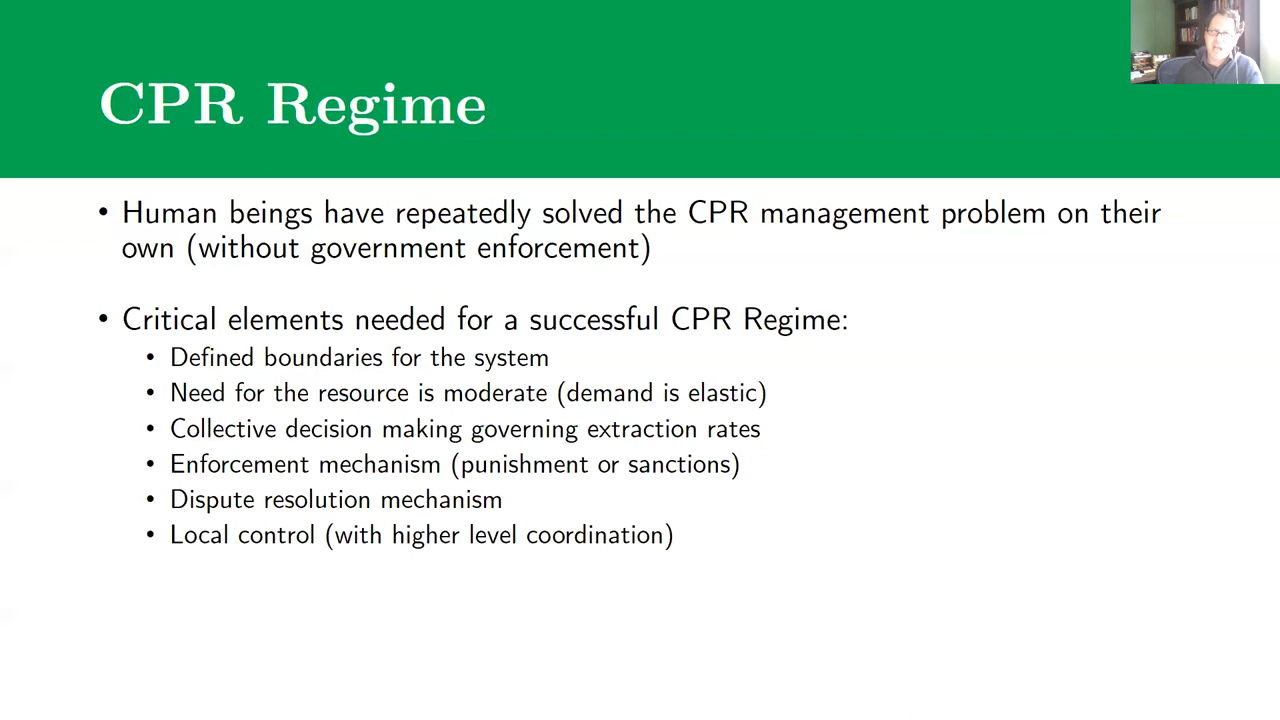 CPR Regime
• Human beings have repeatedly solved the CPR management problem on their
own (without government enforcement)
• Critical elements needed for a successful CPR Regime:
• Defined boundaries for the system
• Need for the resource is moderate (demand is elastic)
• Collective decision making governing extraction rates
• Enforcement mechanism (punishment or sanctions)
• Dispute resolution mechanism
• Local control (with higher level coordination)